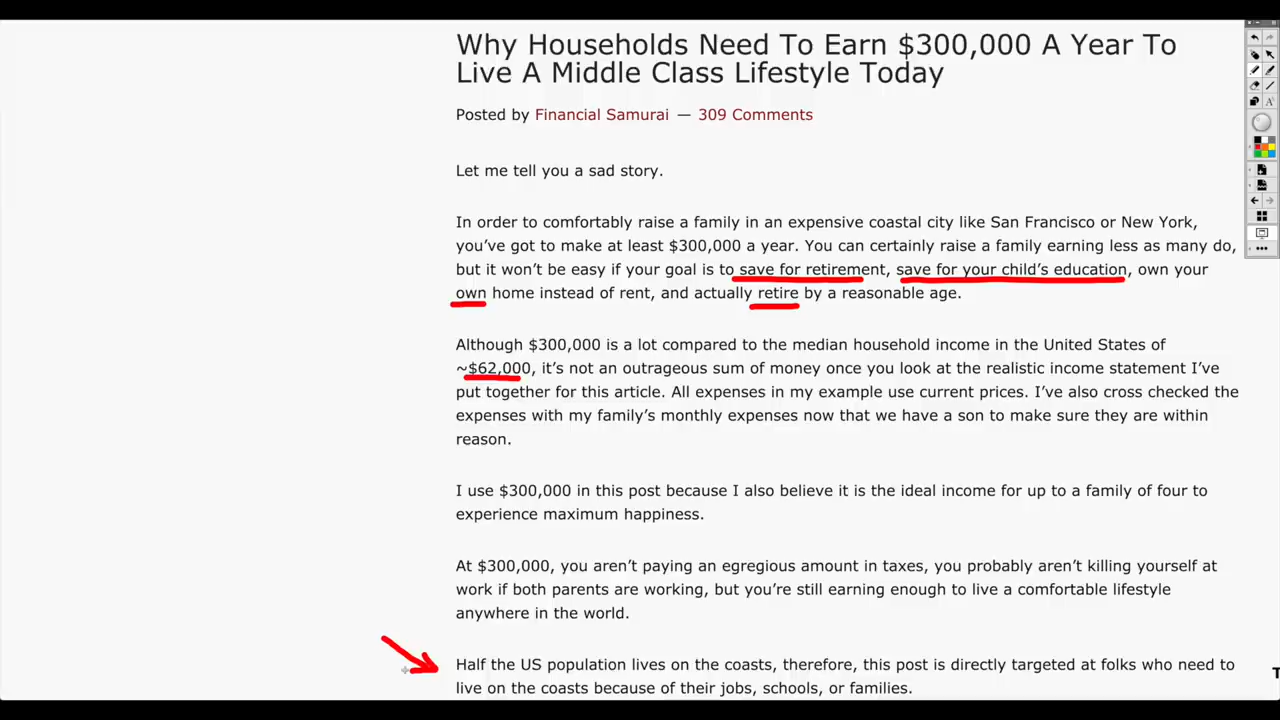 Why Households Need To Earn $300,000 A Year To
Live A Middle Class Lifestyle Today
Posted by Financial Samurai — 309 Comments
Let me tell you a sad story.
In order to comfortably raise a family in an expensive coastal city like San Francisco or New York,
you’ve got to make at least $300,000 a year. You can certainly raise a family earning less as many do,
but it won’t be easy if your goal is to save for retirement, save for your child’s education, own your
own home instead of rent, and actually retire by a reasonable age.
Although $300,000 is a lot compared to the median household income in the United States of
~$62,000, it’s not an outrageous sum of money once you look at the realistic income statement I’ve
put together for this article. All expenses in my example use current prices. I’ve also cross checked the
expenses with my family’s monthly expenses now that we have a son to make sure they are within
reason.
I use $300,000 in this post because I also believe it is the ideal income for up to a family of four to
experience maximum happiness.
At $300,000, you aren’t paying an egregious amount in taxes, you probably aren’t killing yourself at
work if both parents are working, but you’re still earning enough to live a comfortable lifestyle
anywhere in the world.
Half the US population lives on the coasts, therefore, this post is directly targeted at folks who need to
live on the coasts because of their jobs, schools, or families.